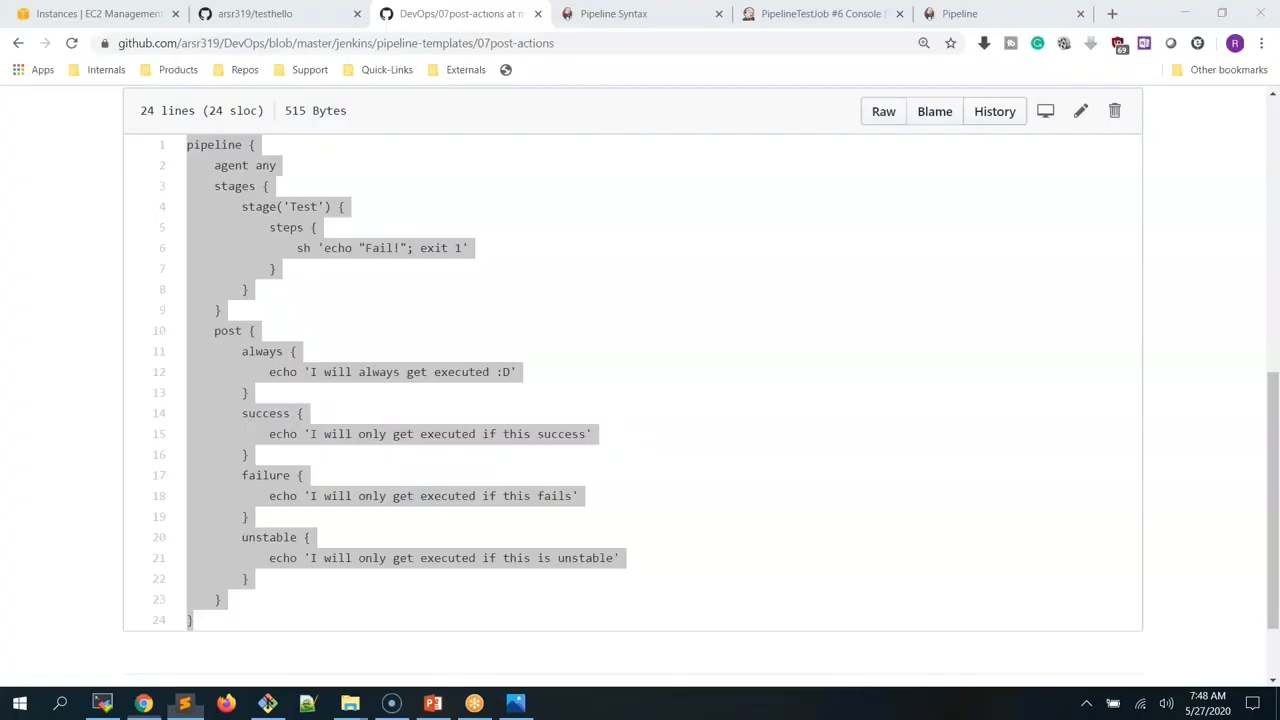 Instances | EC2 Management
arsr319/testhello
DevOps/07post-actions at m
Pipeline Syntax
PipelineTestJob #6 Console
Pipeline
github.com/arsr319/DevOps/blob/master/jenkins/pipeline-templates/07post-actions
69
R
Apps
Internals
Products
Repos
Support
Quick-Links
Externals
Other bookmarks
24 lines (24 sloc) 515 Bytes
Raw
Blame
History
1 pipeline {
2 agent any
3 stages {
4 stage('Test') {
5 steps {
6 sh 'echo "Fail!"; exit 1'
7 }
8 }
9 }
10 post {
11 always {
12 echo 'I will always get executed :D'
13 }
14 success {
15 echo 'I will only get executed if this success'
16 }
17 failure {
18 echo 'I will only get executed if this fails'
19 }
20 unstable {
21 echo 'I will only get executed if this is unstable'
22 }
23 }
24 }
7:48 AM
5/27/2020